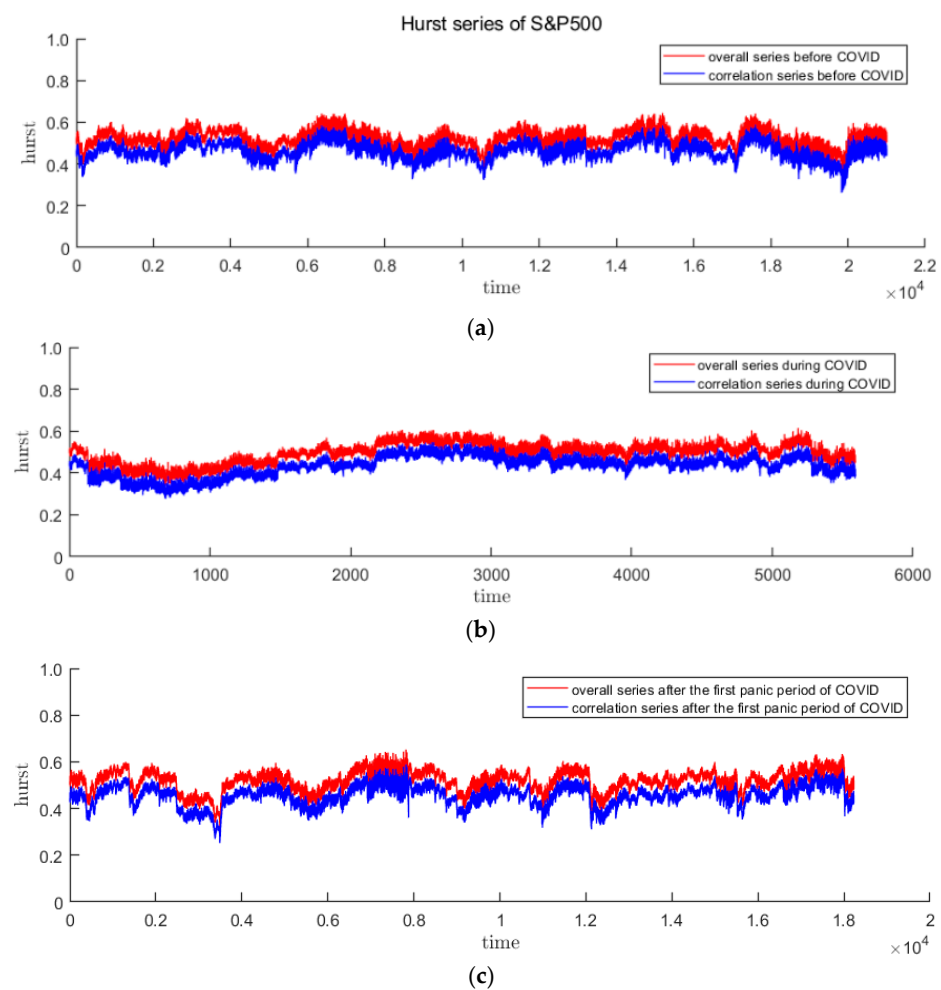 Hurst series of S&P500
1.0
overall series before COVID
correlation series before COVID
0.8
0.6
hurst
0.4
0.2
0
0 0.2 0.4 0.6 0.8 1 1.2 1.4 1.6 1.8 2 2.2
time
×10⁴
(a)
1.0
overall series during COVID
correlation series during COVID
0.8
0.6
hurst
0.4
0.2
0
0 1000 2000 3000 4000 5000 6000
time
(b)
1.0
overall series after the first panic period of COVID
correlation series after the first panic period of COVID
0.8
0.6
hurst
0.4
0.2
0
0 0.2 0.4 0.6 0.8 1 1.2 1.4 1.6 1.8 2
time
×10⁴
(c)